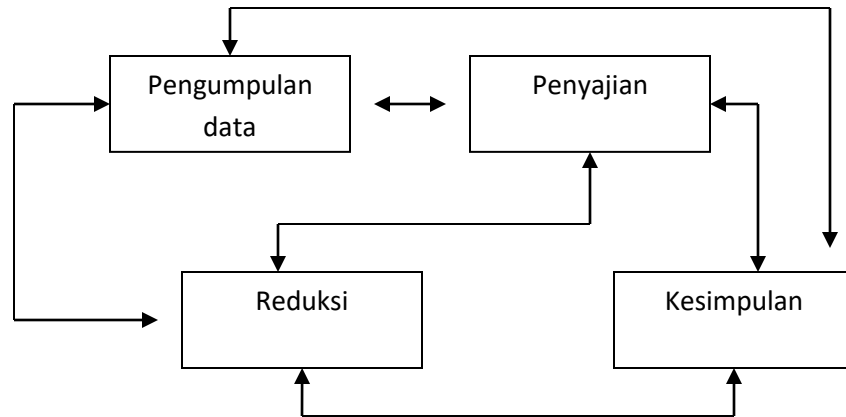 Pengumpulan
data
Penyajian
Reduksi
Kesimpulan